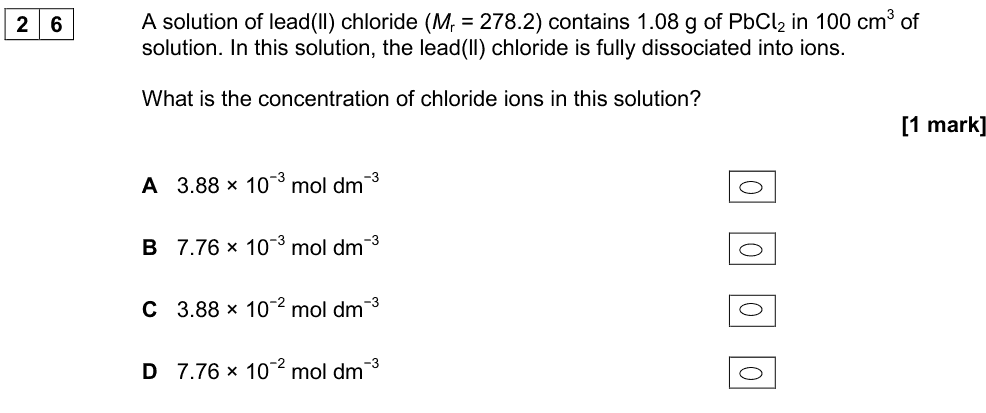 2 6 A solution of lead(II) chloride (Mᵣ = 278.2) contains 1.08 g of PbCl₂ in 100 cm³ of
solution. In this solution, the lead(II) chloride is fully dissociated into ions.
What is the concentration of chloride ions in this solution?
[1 mark]
A 3.88 × 10⁻³ mol dm⁻³
B 7.76 × 10⁻³ mol dm⁻³
C 3.88 × 10⁻² mol dm⁻³
D 7.76 × 10⁻² mol dm⁻³